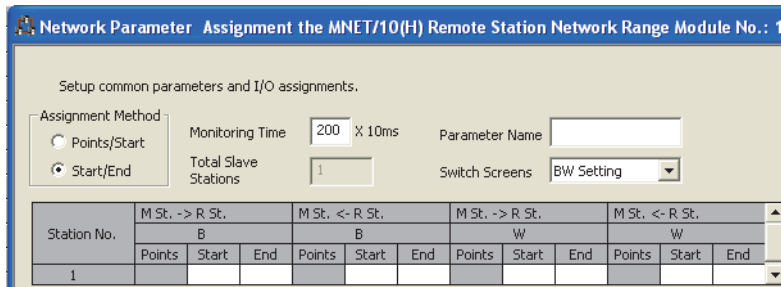 Network Parameter Assignment the MNET/10(H) Remote Station Network Range Module No.: 1
Setup common parameters and I/O assignments.
Assignment Method
Points/Start
Start/End
Monitoring Time 200 X 10ms
Total Slave Stations 1
Parameter Name
Switch Screens BW Setting
Station No. M St. -> R St. M St. <- R St. M St. -> R St. M St. <- R St.
B B W W
Points Start End Points Start End Points Start End Points Start End
1